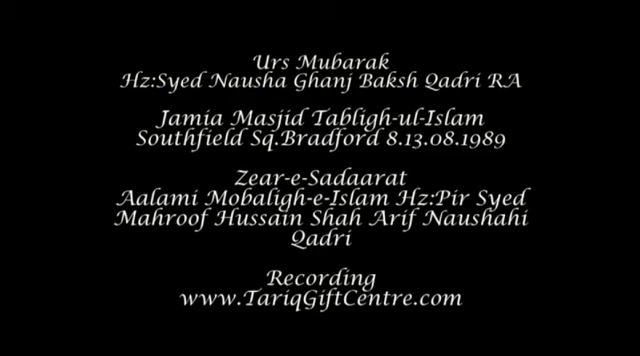 Urs Mubarak
Hz:Syed Nausha Ghanj Baksh Qadri RA
Jamia Masjid Tabligh-ul-Islam
Southfield Sq.Bradford 8.13.08.1989
Zear-e-Sadaarat
Aalami Mobaligh-e-Islam Hz:Pir Syed
Mahroof Hussain Shah Arif Naushahi
Qadri
Recording
www.TariqGiftCentre.com